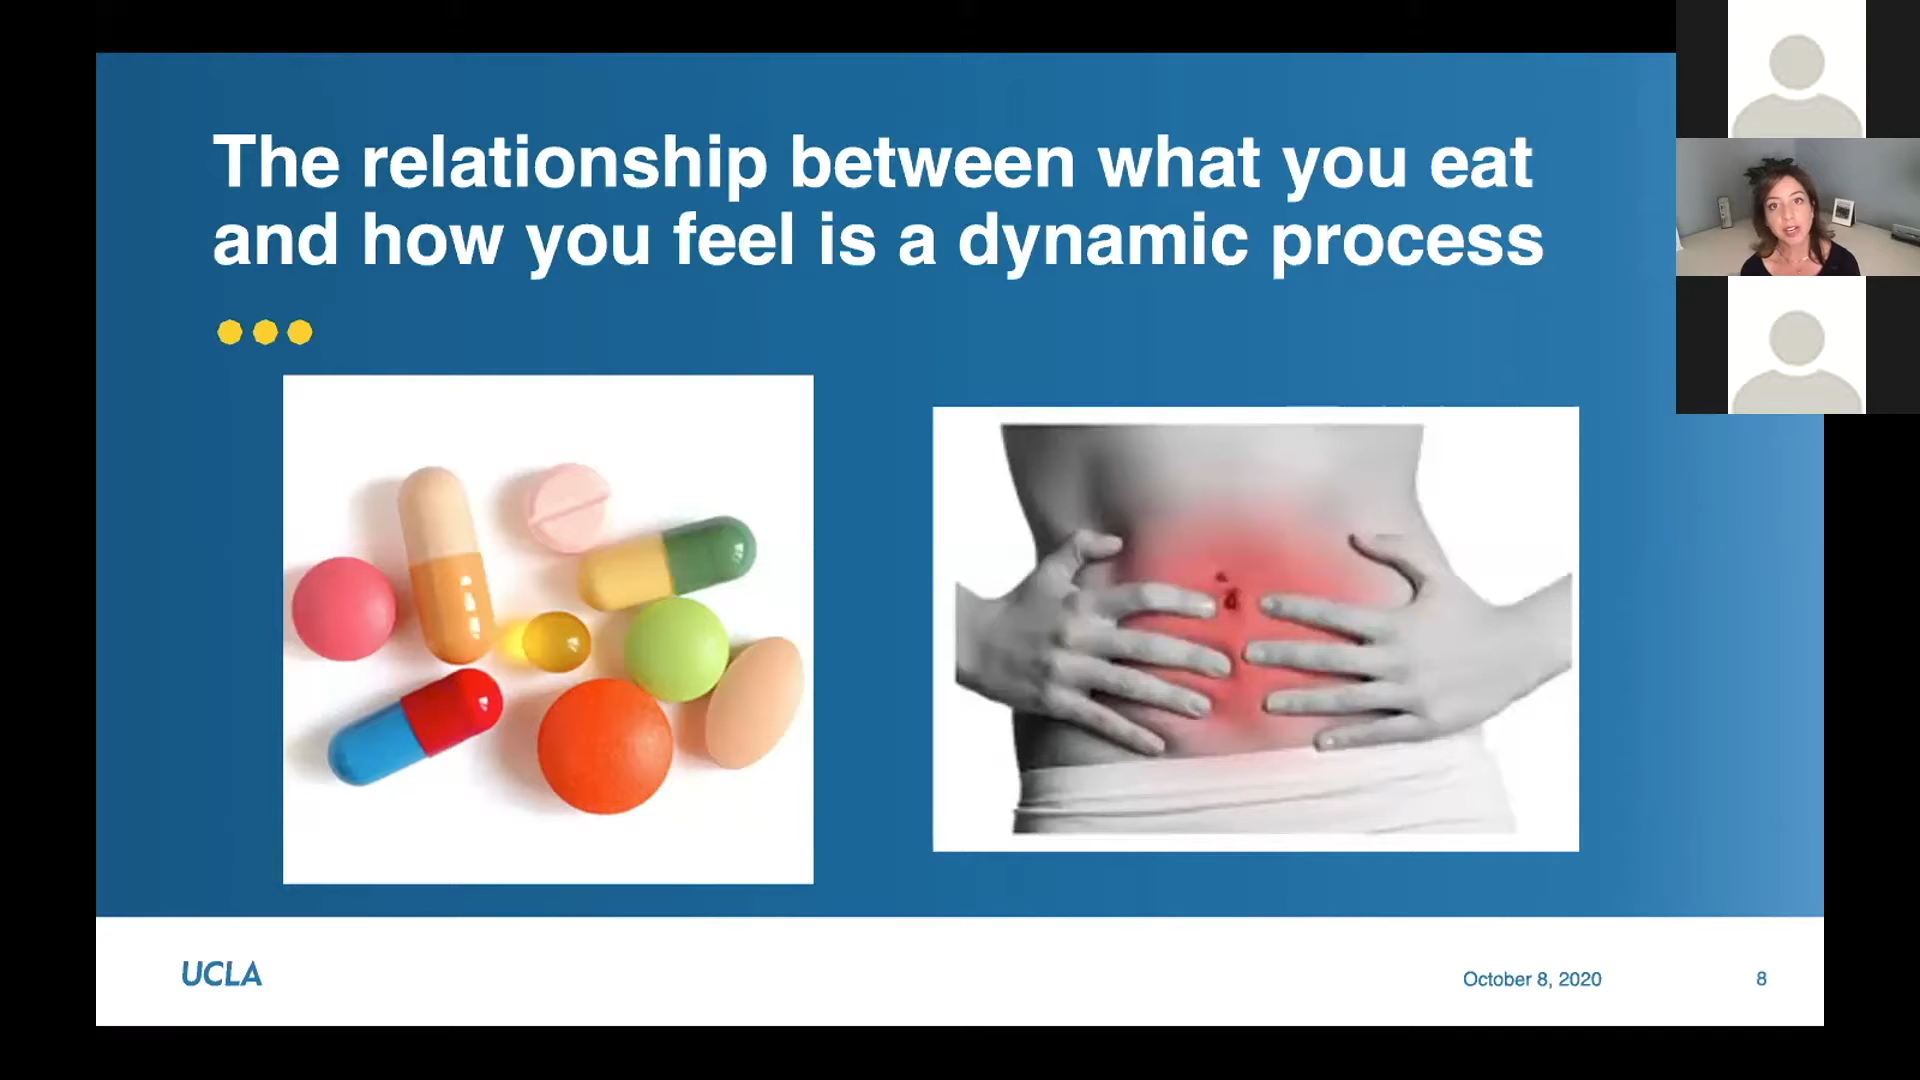 The relationship between what you eat
and how you feel is a dynamic process
UCLA
October 8, 2020
8